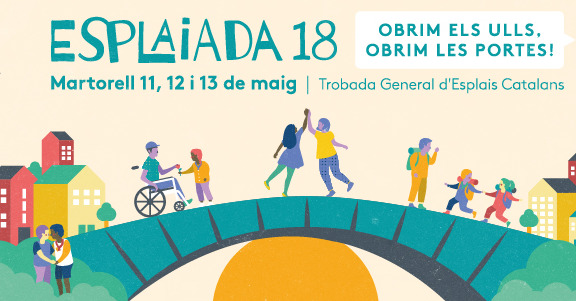 ESPLAiADA 18
OBRIM ELS ULLS,
OBRIM LES PORTES!
Martorell 11, 12 i 13 de maig | Trobada General d'Esplais Catalans